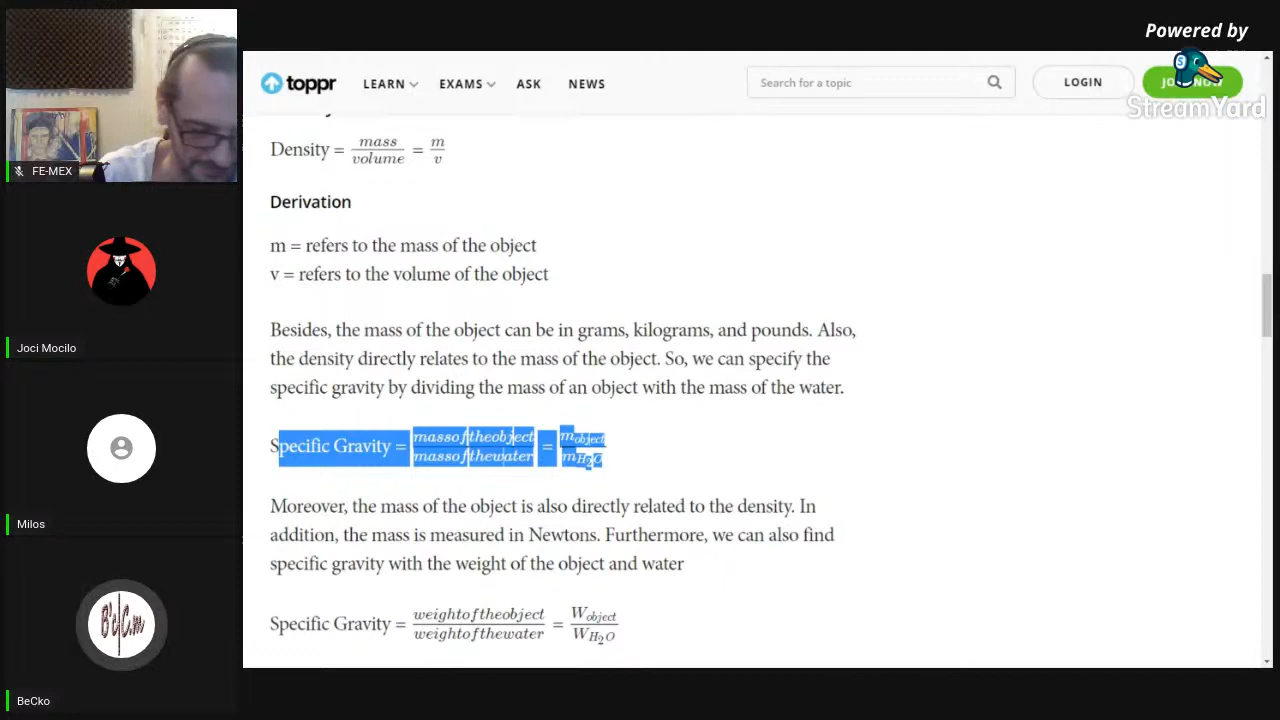 Powered by
StreamYard
toppr
LEARN
EXAMS
ASK
NEWS
Search for a topic
LOGIN
Density = mass/volume = m/v
Derivation
m = refers to the mass of the object
v = refers to the volume of the object
Besides, the mass of the object can be in grams, kilograms, and pounds. Also,
the density directly relates to the mass of the object. So, we can specify the
specific gravity by dividing the mass of an object with the mass of the water.
Specific Gravity = massoftheobject/massofthewater = m_object/m_H₂O
Moreover, the mass of the object is also directly related to the density. In
addition, the mass is measured in Newtons. Furthermore, we can also find
specific gravity with the weight of the object and water
Specific Gravity = weightoftheobject/weightofthewater = W_object/W_H₂O
FE-MEX
Joci Mocilo
Milos
B'c/C.m
BeCko